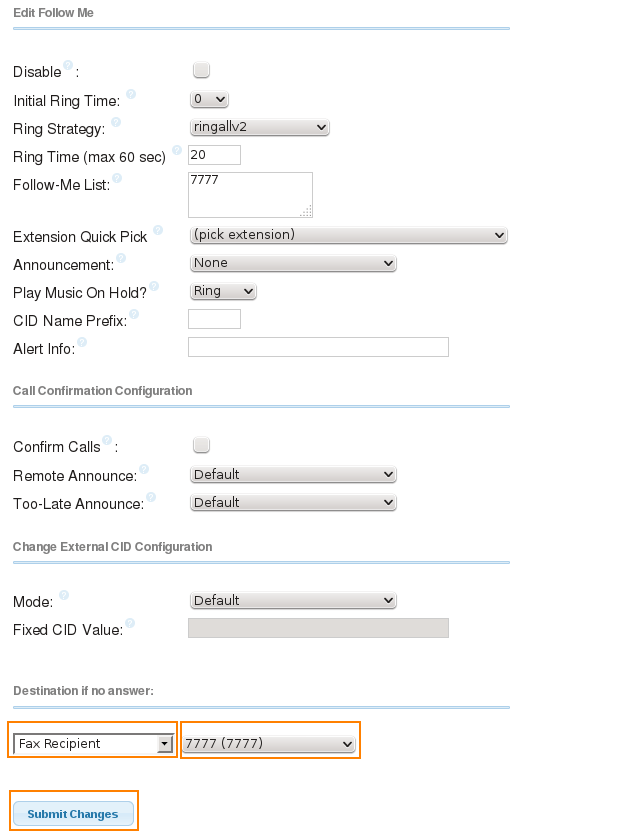 Edit Follow Me
Disable ? :
Initial Ring Time: ? 0
Ring Strategy: ? ringallv2
Ring Time (max 60 sec) ? 20
Follow-Me List: ? 7777
Extension Quick Pick ? (pick extension)
Announcement: ? None
Play Music On Hold? ? Ring
CID Name Prefix: ?
Alert Info: ?
Call Confirmation Configuration
Confirm Calls ? :
Remote Announce: ? Default
Too-Late Announce: ? Default
Change External CID Configuration
Mode: ? Default
Fixed CID Value: ?
Destination if no answer:
Fax Recipient 7777 (7777)
Submit Changes